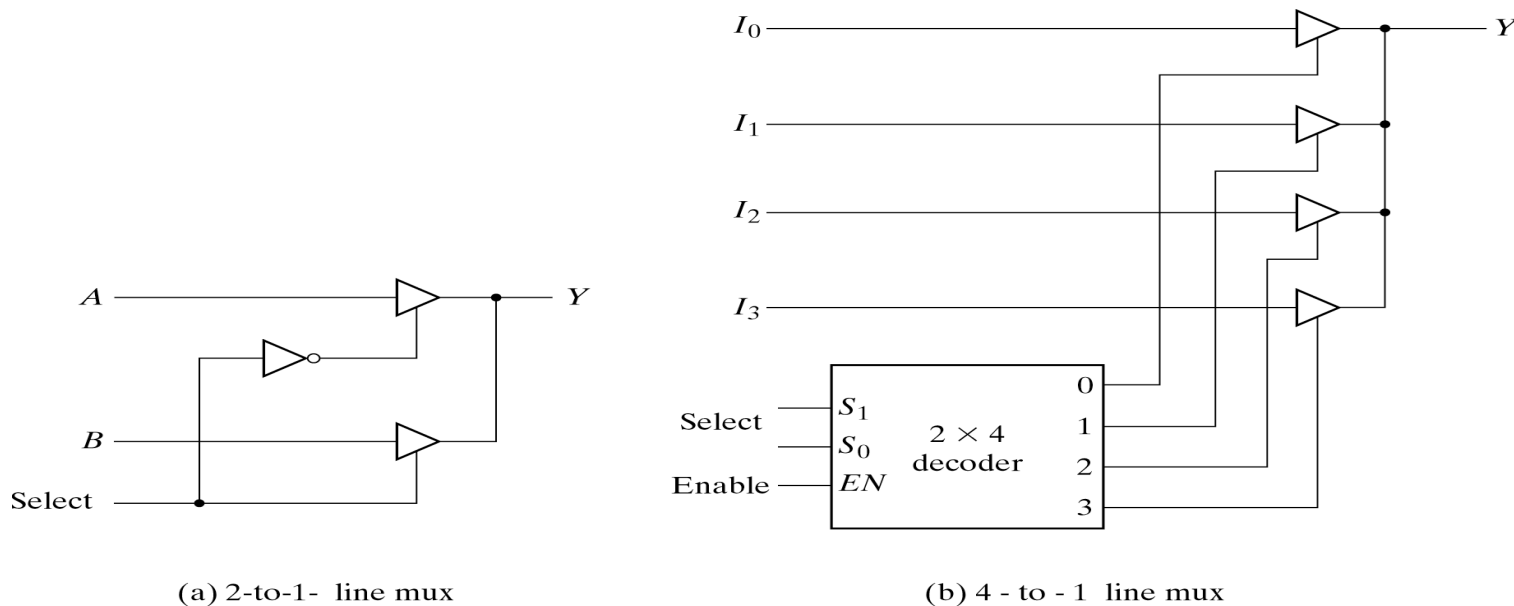 A
Y
B
Select
(a) 2-to-1- line mux
I₀
Y
I₁
I₂
I₃
Select
S₁
S₀
Enable
EN
2 × 4
decoder
0
1
2
3
(b) 4 - to - 1 line mux